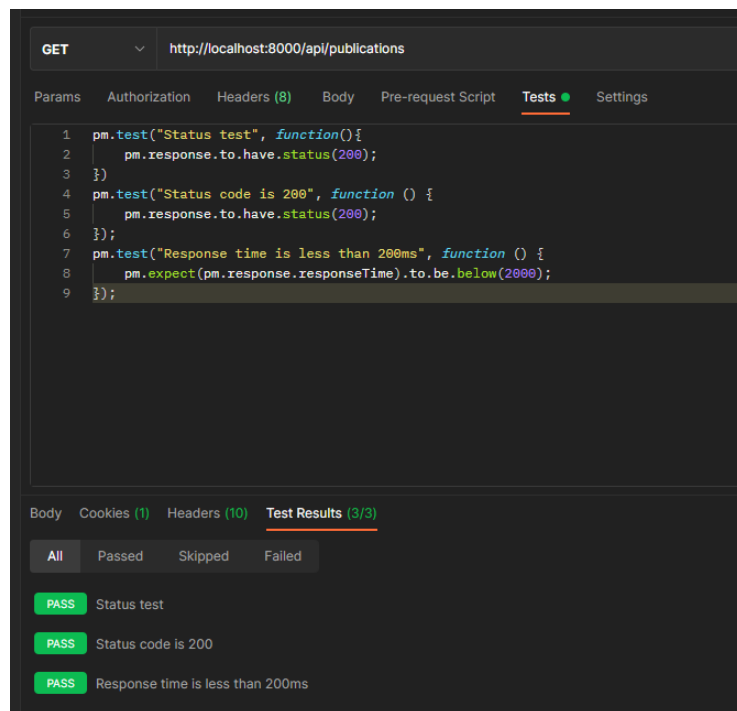 GET http://localhost:8000/api/publications
Params Authorization Headers (8) Body Pre-request Script Tests Settings
1 pm.test("Status test", function(){
2 pm.response.to.have.status(200);
3 })
4 pm.test("Status code is 200", function () {
5 pm.response.to.have.status(200);
6 });
7 pm.test("Response time is less than 200ms", function () {
8 pm.expect(pm.response.responseTime).to.be.below(2000);
9 });
Body Cookies (1) Headers (10) Test Results (3/3)
All Passed Skipped Failed
PASS Status test
PASS Status code is 200
PASS Response time is less than 200ms